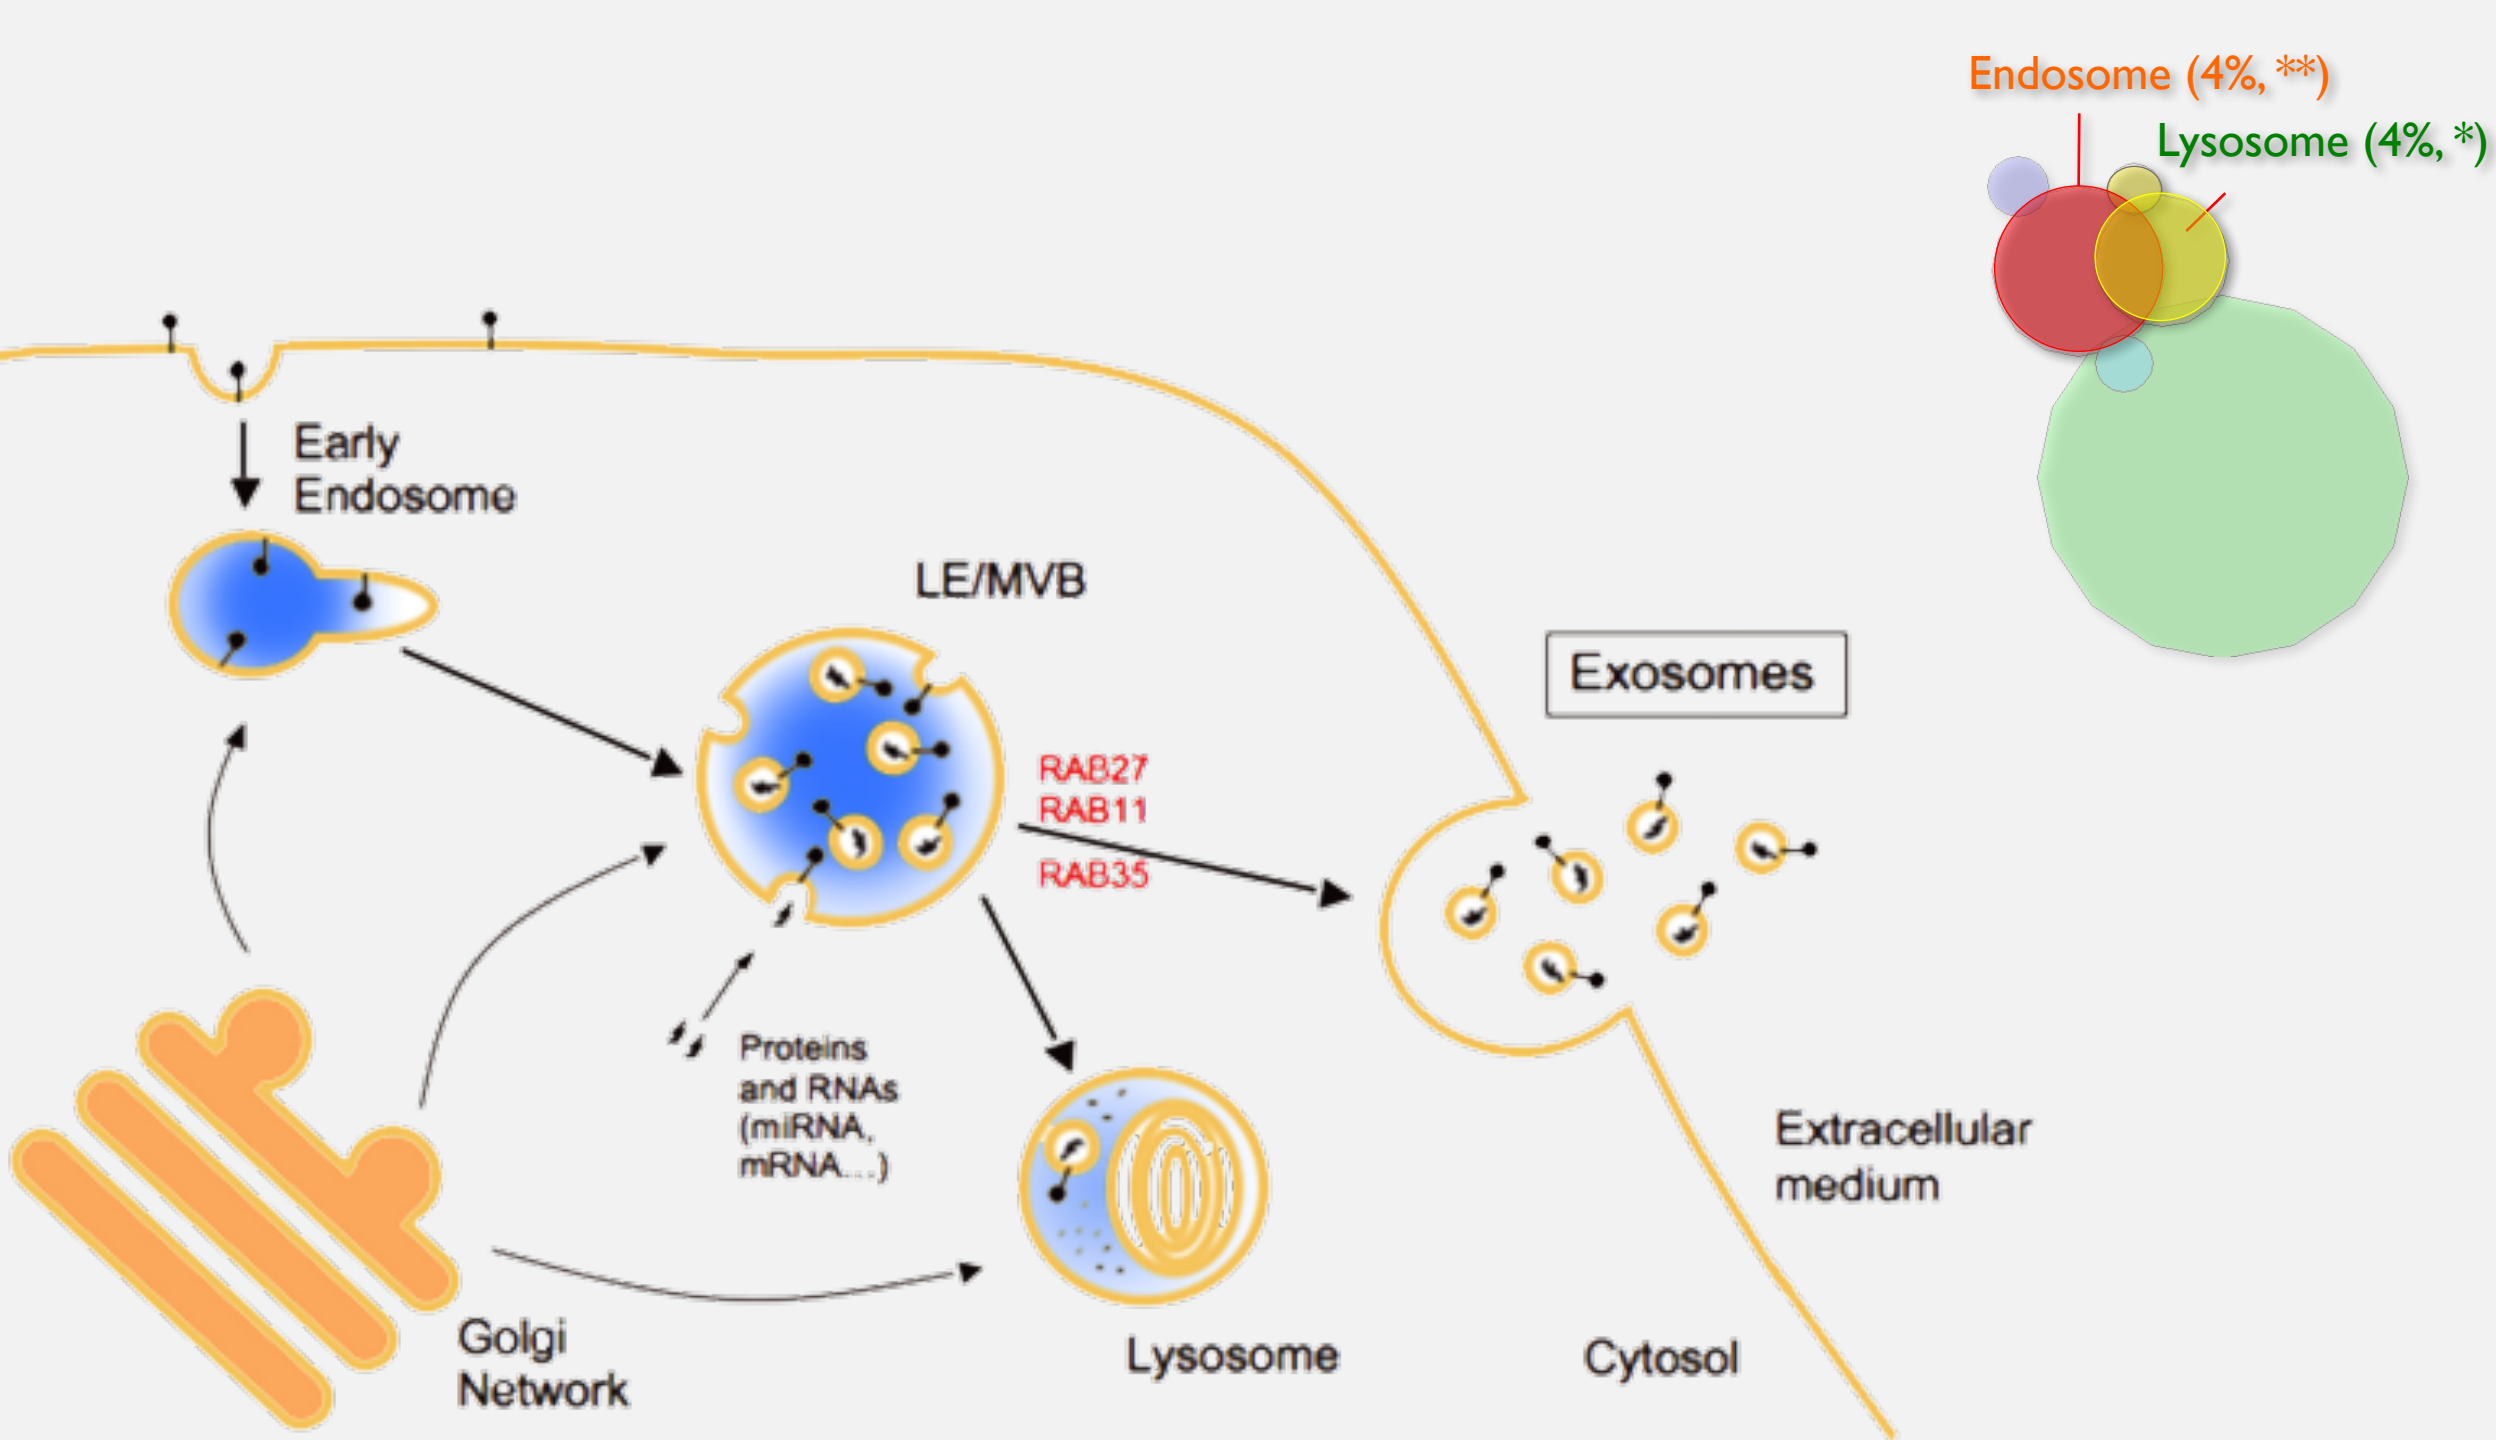 Endosome (4%, **)
Lysosome (4%, *)
Early
Endosome
LE/MVB
Exosomes
RAB27
RAB11
RAB35
Proteins
and RNAs
(miRNA,
mRNA...)
Extracellular
medium
Golgi
Network
Lysosome
Cytosol